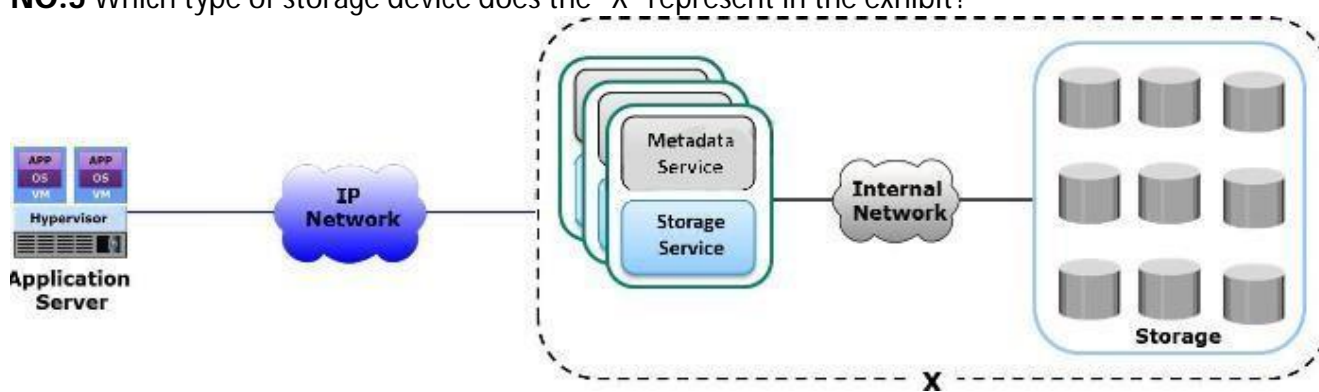 NO.5 Which type of storage device does the "X" represent in the exhibit?
APP APP
OS OS
VM VM
Hypervisor
Application
Server
IP
Network
Metadata
Service
Storage
Service
Internal
Network
Storage
X